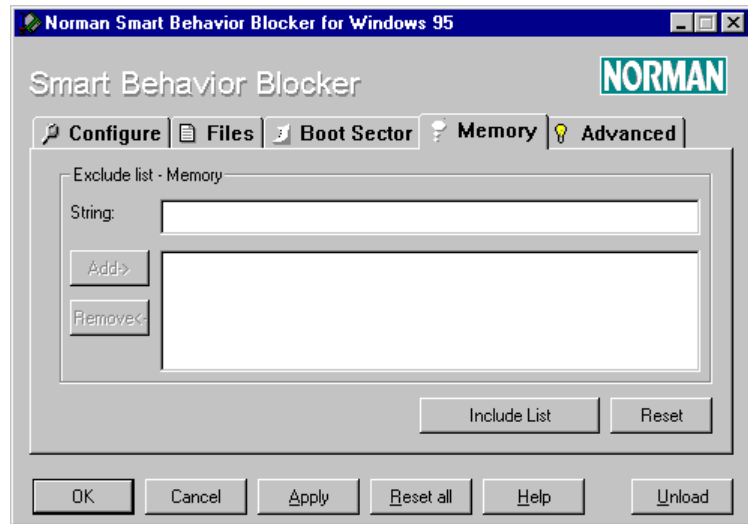 Norman Smart Behavior Blocker for Windows 95
Smart Behavior Blocker
NORMAN
Configure Files Boot Sector Memory Advanced
Exclude list - Memory
String:
Add->
Remove<-
Include List Reset
OK Cancel Apply Reset all Help Unload